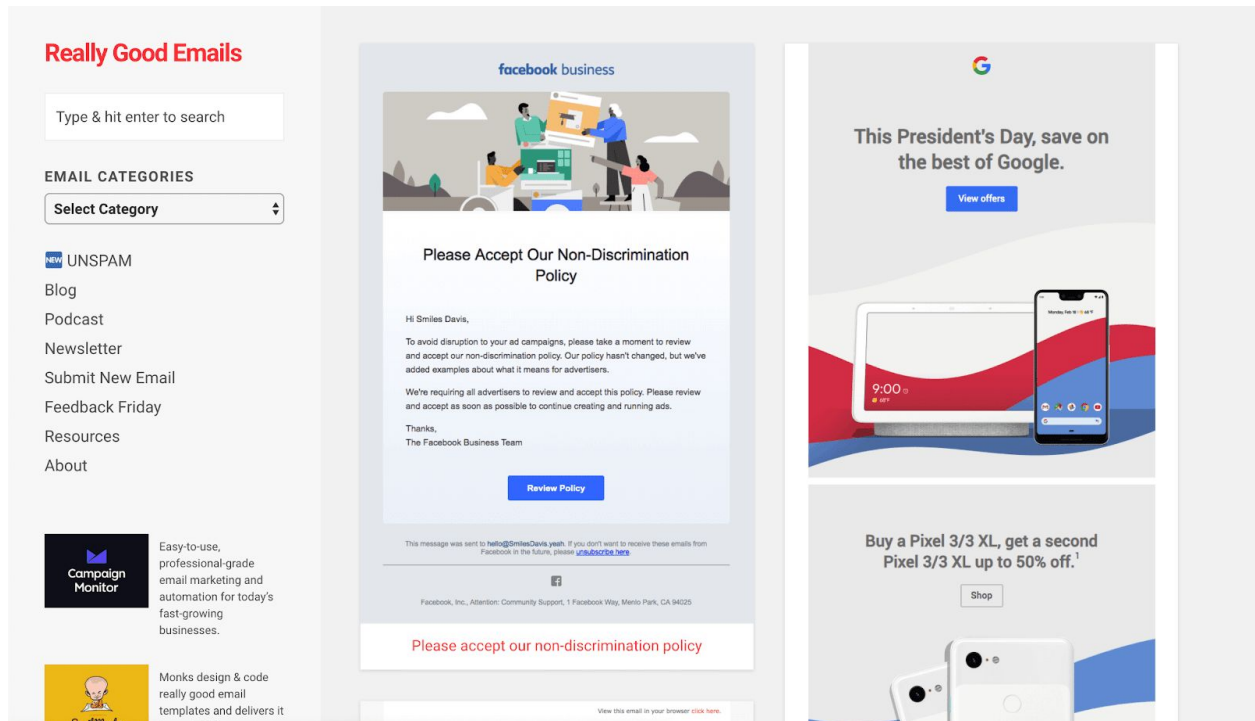 Really Good Emails
Type & hit enter to search
EMAIL CATEGORIES
Select Category
NEW UNSPAM
Blog
Podcast
Newsletter
Submit New Email
Feedback Friday
Resources
About
Campaign
Monitor
Easy-to-use,
professional-grade
email marketing and
automation for today's
fast-growing
businesses.
Monks design & code
really good email
templates and delivers it
facebook business
Please Accept Our Non-Discrimination
Policy
Hi Smiles Davis,
To avoid disruption to your ad campaigns, please take a moment to review
and accept our non-discrimination policy. Our policy hasn't changed, but we've
added examples about what it means for advertisers.
We're requiring all advertisers to review and accept this policy. Please review
and accept as soon as possible to continue creating and running ads.
Thanks,
The Facebook Business Team
Review Policy
This message was sent to hello@SmilesDavis.yeah. If you don't want to receive these emails from
Facebook in the future, please unsubscribe here.
Facebook, Inc., Attention: Community Support, 1 Facebook Way, Menlo Park, CA 94025
Please accept our non-discrimination policy
View this email in your browser click here.
G
This President's Day, save on
the best of Google.
View offers
9:00
68°F
Buy a Pixel 3/3 XL, get a second
Pixel 3/3 XL up to 50% off.¹
Shop